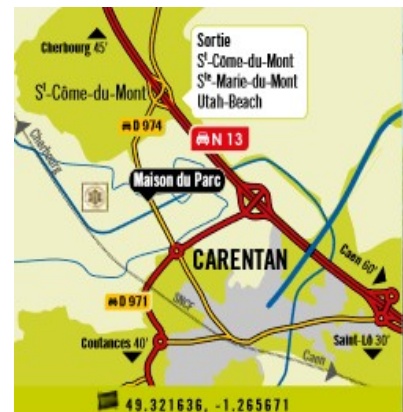 Cherbourg 45'
Sortie
St-Côme-du-Mont
Ste-Marie-du-Mont
Utah-Beach
St-Côme-du-Mont
D 974
N 13
Cherbourg
Maison du Parc
CARENTAN
Caen 60'
D 971
SNCF
Coutances 40'
Saint-Lô 30'
Caen
49.321636, -1.265671